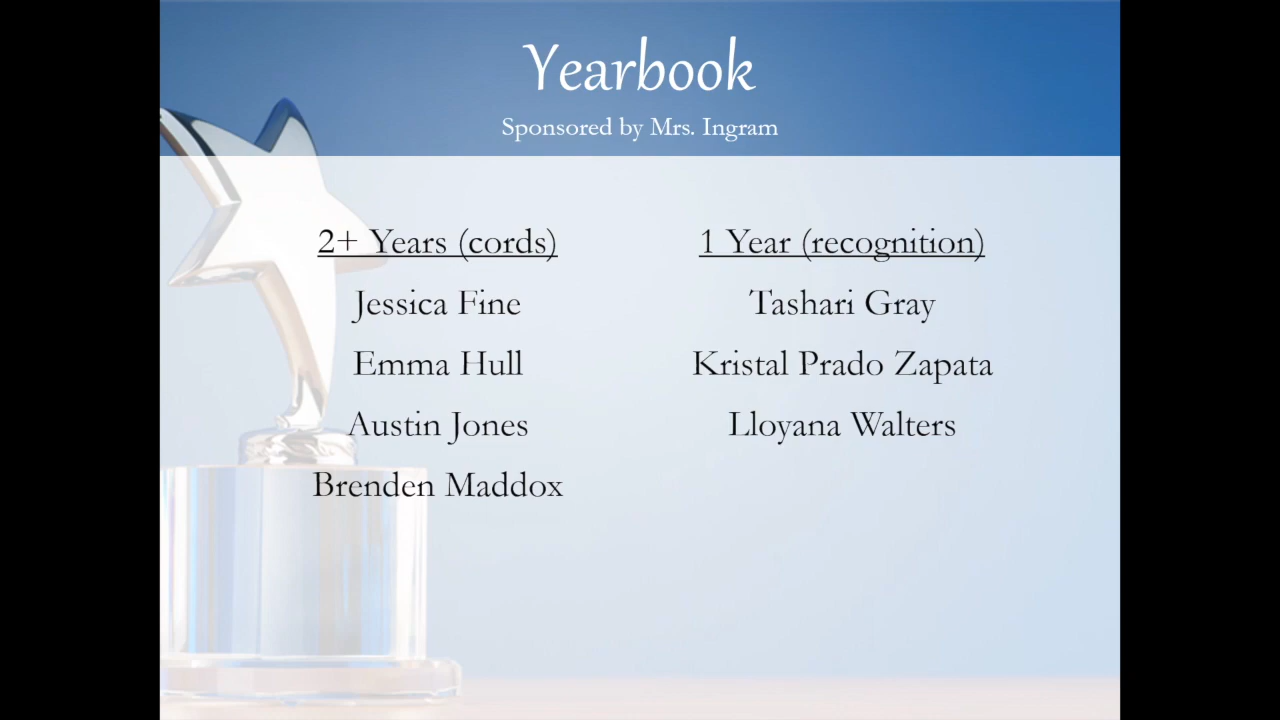 Yearbook
Sponsored by Mrs. Ingram
2+ Years (cords)
Jessica Fine
Emma Hull
Austin Jones
Brenden Maddox
1 Year (recognition)
Tashari Gray
Kristal Prado Zapata
Lloyana Walters